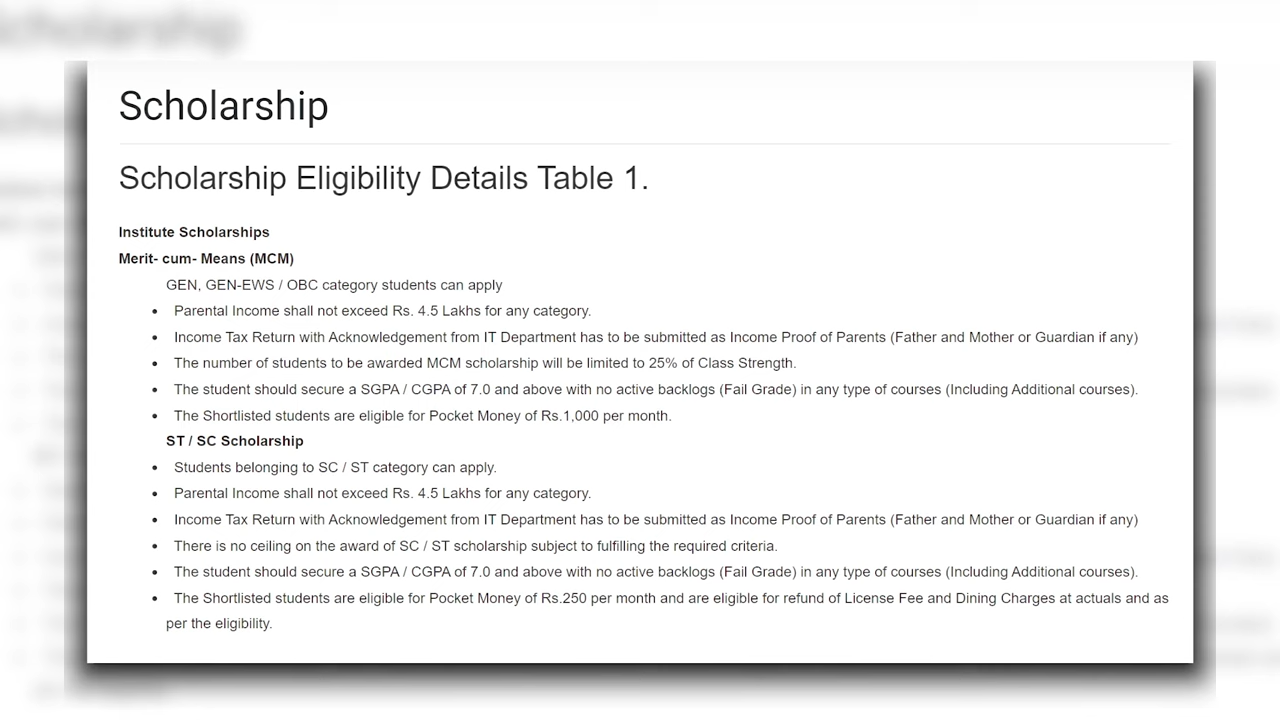 Scholarship
Scholarship Eligibility Details Table 1.
Institute Scholarships
Merit- cum- Means (MCM)
GEN, GEN-EWS / OBC category students can apply
• Parental Income shall not exceed Rs. 4.5 Lakhs for any category.
• Income Tax Return with Acknowledgement from IT Department has to be submitted as Income Proof of Parents (Father and Mother or Guardian if any)
• The number of students to be awarded MCM scholarship will be limited to 25% of Class Strength.
• The student should secure a SGPA / CGPA of 7.0 and above with no active backlogs (Fail Grade) in any type of courses (Including Additional courses).
• The Shortlisted students are eligible for Pocket Money of Rs.1,000 per month.
ST / SC Scholarship
• Students belonging to SC / ST category can apply.
• Parental Income shall not exceed Rs. 4.5 Lakhs for any category.
• Income Tax Return with Acknowledgement from IT Department has to be submitted as Income Proof of Parents (Father and Mother or Guardian if any)
• There is no ceiling on the award of SC / ST scholarship subject to fulfilling the required criteria.
• The student should secure a SGPA / CGPA of 7.0 and above with no active backlogs (Fail Grade) in any type of courses (Including Additional courses).
• The Shortlisted students are eligible for Pocket Money of Rs.250 per month and are eligible for refund of License Fee and Dining Charges at actuals and as
per the eligibility.